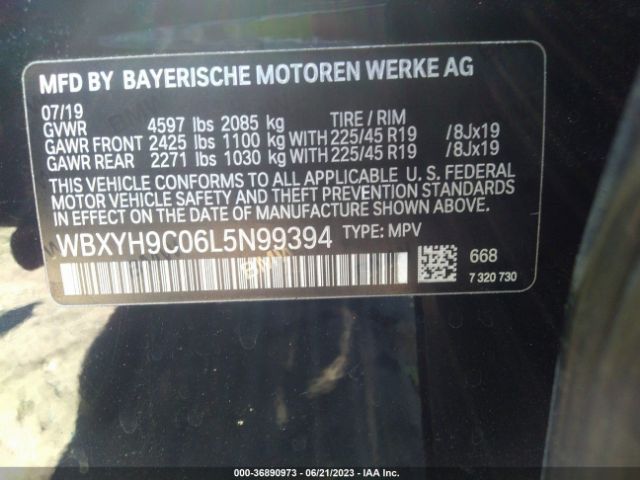 MFD BY BAYERISCHE MOTOREN WERKE AG
07/19
GVWR 4597 lbs 2085 kg TIRE / RIM
GAWR FRONT 2425 lbs 1100 kg WITH 225/45 R19 /8Jx19
GAWR REAR 2271 lbs 1030 kg WITH 225/45 R19 /8Jx19
THIS VEHICLE CONFORMS TO ALL APPLICABLE U. S. FEDERAL
MOTOR VEHICLE SAFETY AND THEFT PREVENTION STANDARDS
IN EFFECT ON THE DATE OF MANUFACTURE SHOWN ABOVE.
WBXYH9C06L5N99394 TYPE: MPV
668
7 320 730
000-36890973 - 06/21/2023 - IAA Inc.